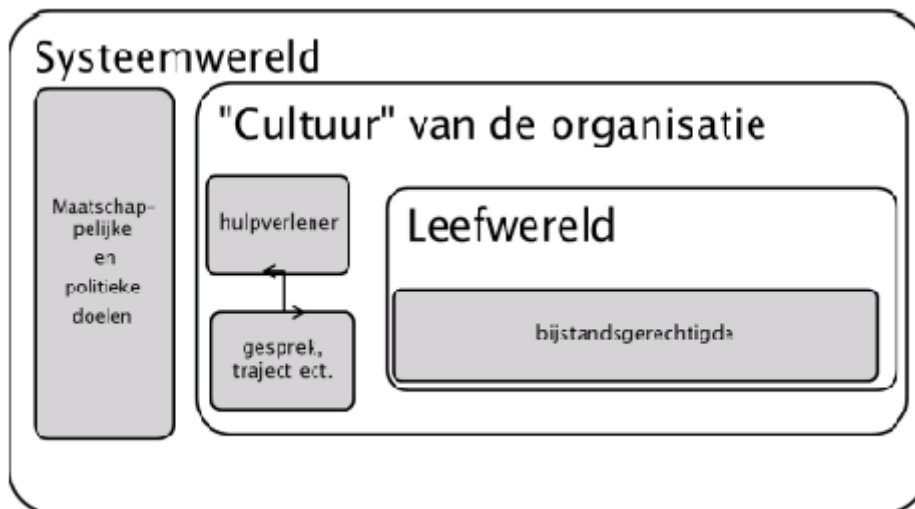 Systeemwereld
"Cultuur" van de organisatie
Maatschap-
pelijke
en
politieke
doelen
hulpverlener
gesprek,
traject ect.
Leefwereld
bijstandsgerechtigde